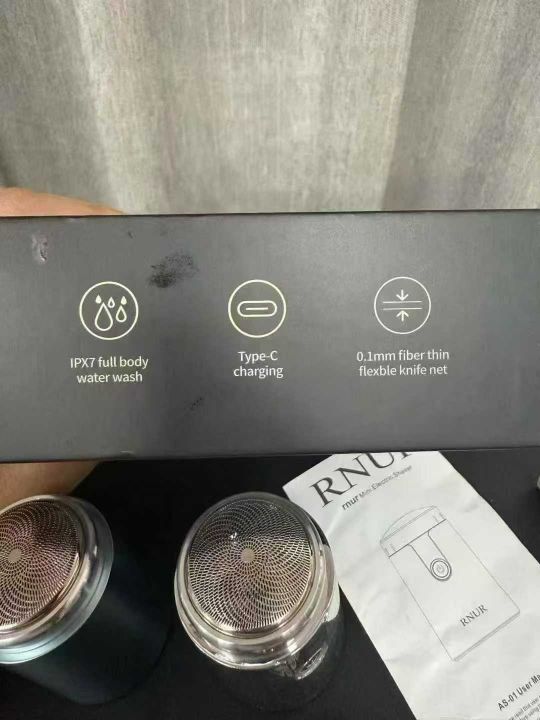 IPX7 full body
water wash
Type-C
charging
0.1mm fiber thin
flexble knife net
RNUR
rnur Mini Electric Shaver
RNUR
AS-01 User Ma